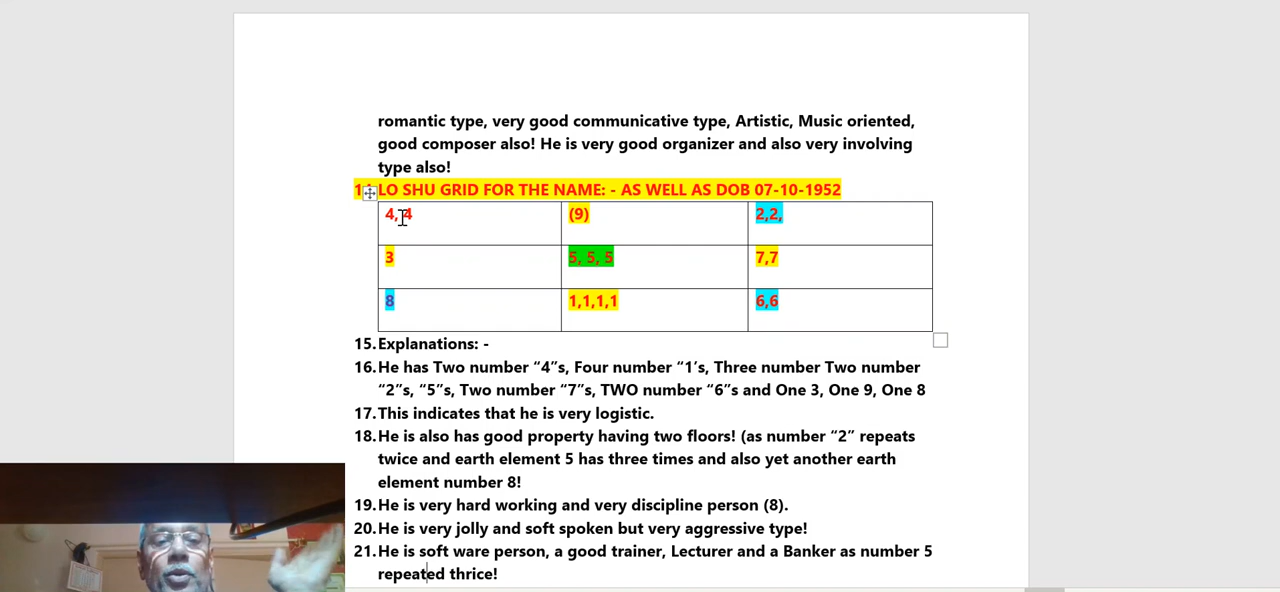 romantic type, very good communicative type, Artistic, Music oriented,
good composer also! He is very good organizer and also very involving
type also!
LO SHU GRID FOR THE NAME: - AS WELL AS DOB 07-10-1952
4, 4 (9) 2,2,
3 5, 5, 5 7,7
8 1,1,1,1 6,6
15. Explanations: -
16. He has Two number “4”s, Four number “1’s, Three number Two number
“2”s, “5”s, Two number “7”s, TWO number “6”s and One 3, One 9, One 8
17. This indicates that he is very logistic.
18. He is also has good property having two floors! (as number “2” repeats
twice and earth element 5 has three times and also yet another earth
element number 8!
19. He is very hard working and very discipline person (8).
20. He is very jolly and soft spoken but very aggressive type!
21. He is soft ware person, a good trainer, Lecturer and a Banker as number 5
repeated thrice!